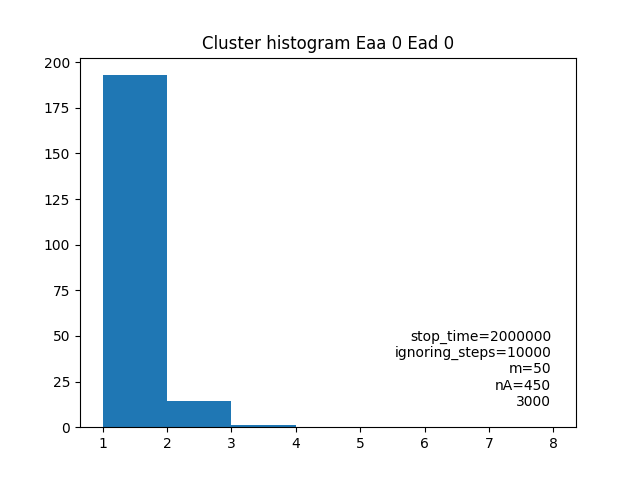 Cluster histogram Eaa 0 Ead 0
200
175
150
125
100
75
50
25
0
stop_time=2000000
ignoring_steps=10000
m=50
nA=450
3000
1 2 3 4 5 6 7 8